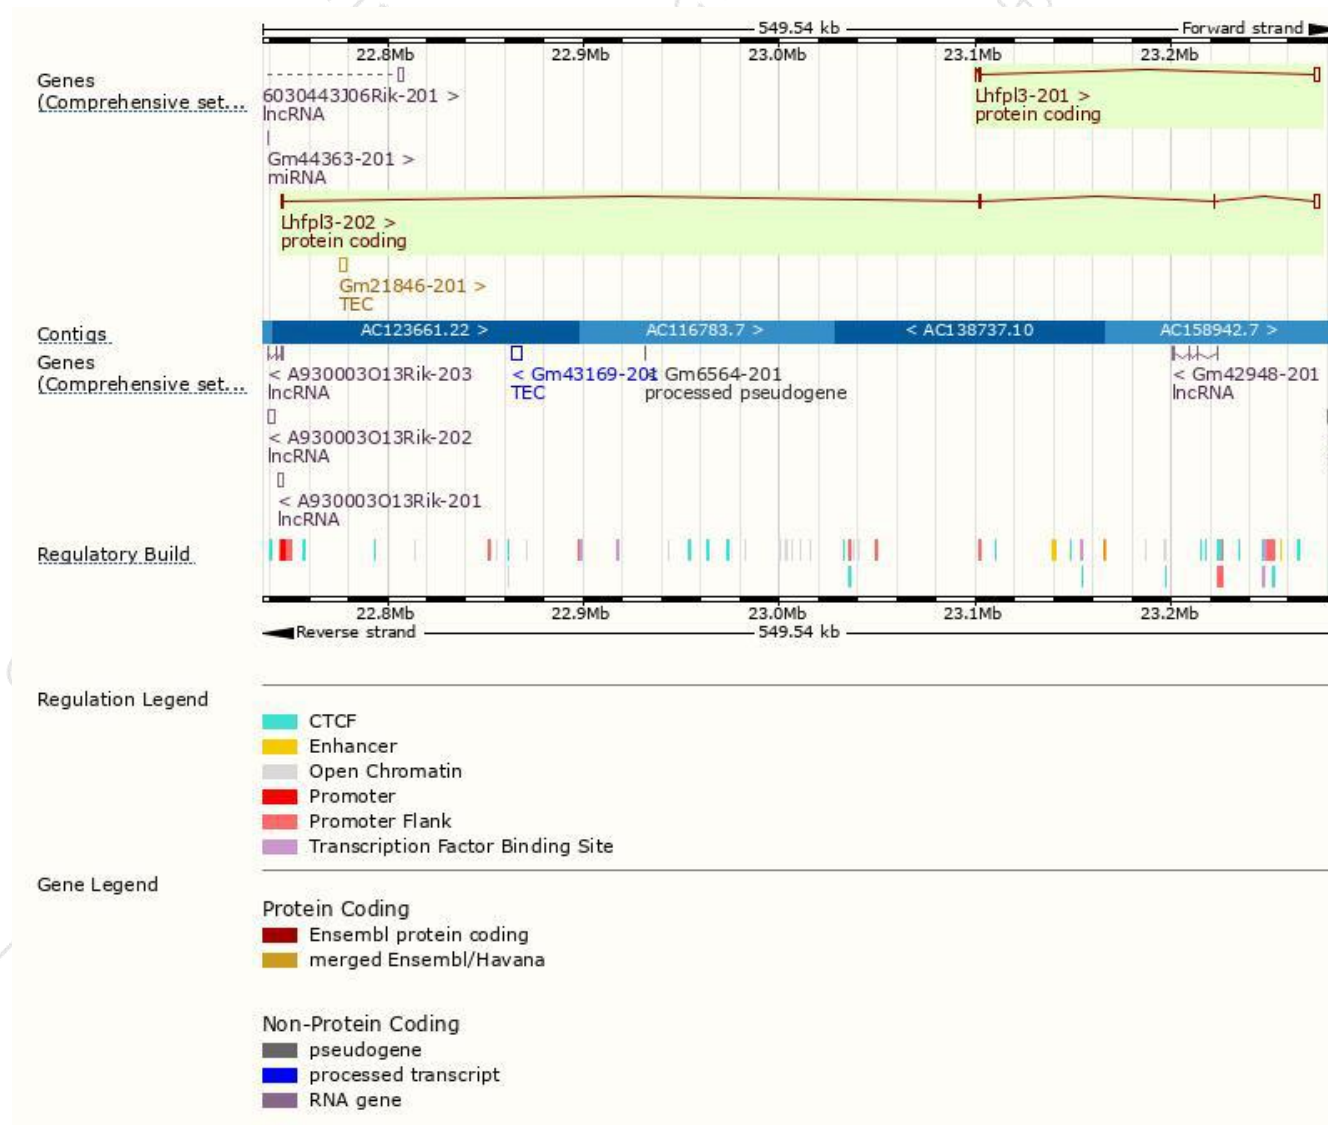 549.54 kb Forward strand
22.8Mb 22.9Mb 23.0Mb 23.1Mb 23.2Mb
Genes
(Comprehensive set...
6030443J06Rik-201 >
lncRNA
Lhfpl3-201 >
protein coding
Gm44363-201 >
miRNA
Lhfpl3-202 >
protein coding
Gm21846-201 >
TEC
Contigs
AC123661.22 > AC116783.7 > < AC138737.10 AC158942.7 >
Genes
(Comprehensive set...
< A930003O13Rik-203 < Gm43169-201 < Gm6564-201 < Gm42948-201
lncRNA TEC processed pseudogene lncRNA
< A930003O13Rik-202
lncRNA
< A930003O13Rik-201
lncRNA
Regulatory Build
22.8Mb 22.9Mb 23.0Mb 23.1Mb 23.2Mb
Reverse strand 549.54 kb
Regulation Legend
CTCF
Enhancer
Open Chromatin
Promoter
Promoter Flank
Transcription Factor Binding Site
Gene Legend
Protein Coding
Ensembl protein coding
merged Ensembl/Havana
Non-Protein Coding
pseudogene
processed transcript
RNA gene